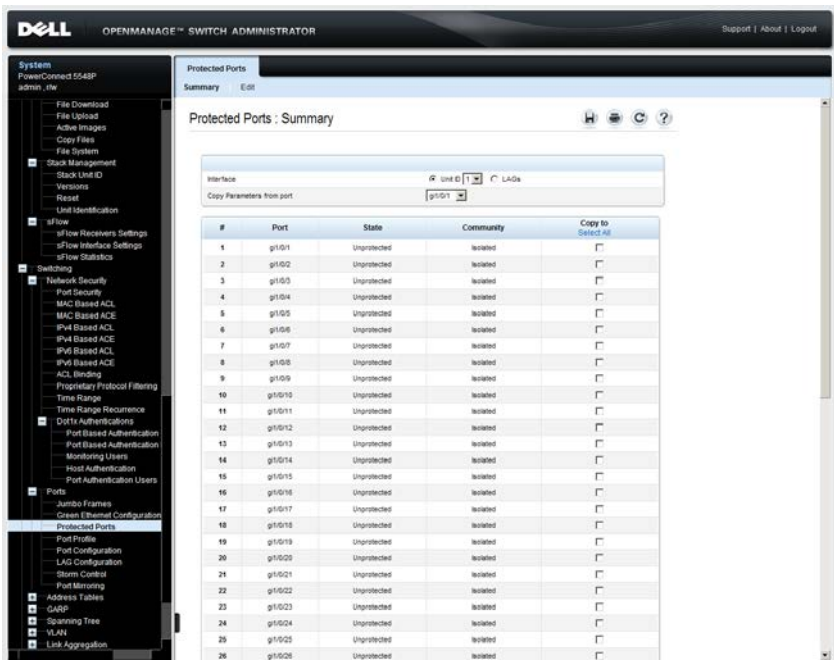 DELL
OPENMANAGE™ SWITCH ADMINISTRATOR
Support | About | Logout
System
PowerConnect 5548P
admin , r/w
File Download
File Upload
Active Images
Copy Files
File System
Stack Management
Stack Unit ID
Versions
Reset
Unit Identification
sFlow
sFlow Receivers Settings
sFlow Interface Settings
sFlow Statistics
Switching
Network Security
Port Security
MAC Based ACL
MAC Based ACE
IPv4 Based ACL
IPv4 Based ACE
IPv6 Based ACL
IPv6 Based ACE
ACL Binding
Proprietary Protocol Filtering
Time Range
Time Range Recurrence
Dot1x Authentications
Port Based Authentication
Port Based Authentication
Monitoring Users
Host Authentication
Port Authentication Users
Ports
Jumbo Frames
Green Ethernet Configuration
Protected Ports
Port Profile
Port Configuration
LAG Configuration
Storm Control
Port Mirroring
Address Tables
GARP
Spanning Tree
VLAN
Link Aggregation
Protected Ports
Summary Edit
Protected Ports : Summary
Interface Unit ID 1 LAGs
Copy Parameters from port gi1/0/1
# Port State Community Copy to
Select All
1 gi1/0/1 Unprotected Isolated
2 gi1/0/2 Unprotected Isolated
3 gi1/0/3 Unprotected Isolated
4 gi1/0/4 Unprotected Isolated
5 gi1/0/5 Unprotected Isolated
6 gi1/0/6 Unprotected Isolated
7 gi1/0/7 Unprotected Isolated
8 gi1/0/8 Unprotected Isolated
9 gi1/0/9 Unprotected Isolated
10 gi1/0/10 Unprotected Isolated
11 gi1/0/11 Unprotected Isolated
12 gi1/0/12 Unprotected Isolated
13 gi1/0/13 Unprotected Isolated
14 gi1/0/14 Unprotected Isolated
15 gi1/0/15 Unprotected Isolated
16 gi1/0/16 Unprotected Isolated
17 gi1/0/17 Unprotected Isolated
18 gi1/0/18 Unprotected Isolated
19 gi1/0/19 Unprotected Isolated
20 gi1/0/20 Unprotected Isolated
21 gi1/0/21 Unprotected Isolated
22 gi1/0/22 Unprotected Isolated
23 gi1/0/23 Unprotected Isolated
24 gi1/0/24 Unprotected Isolated
25 gi1/0/25 Unprotected Isolated
26 gi1/0/26 Unprotected Isolated